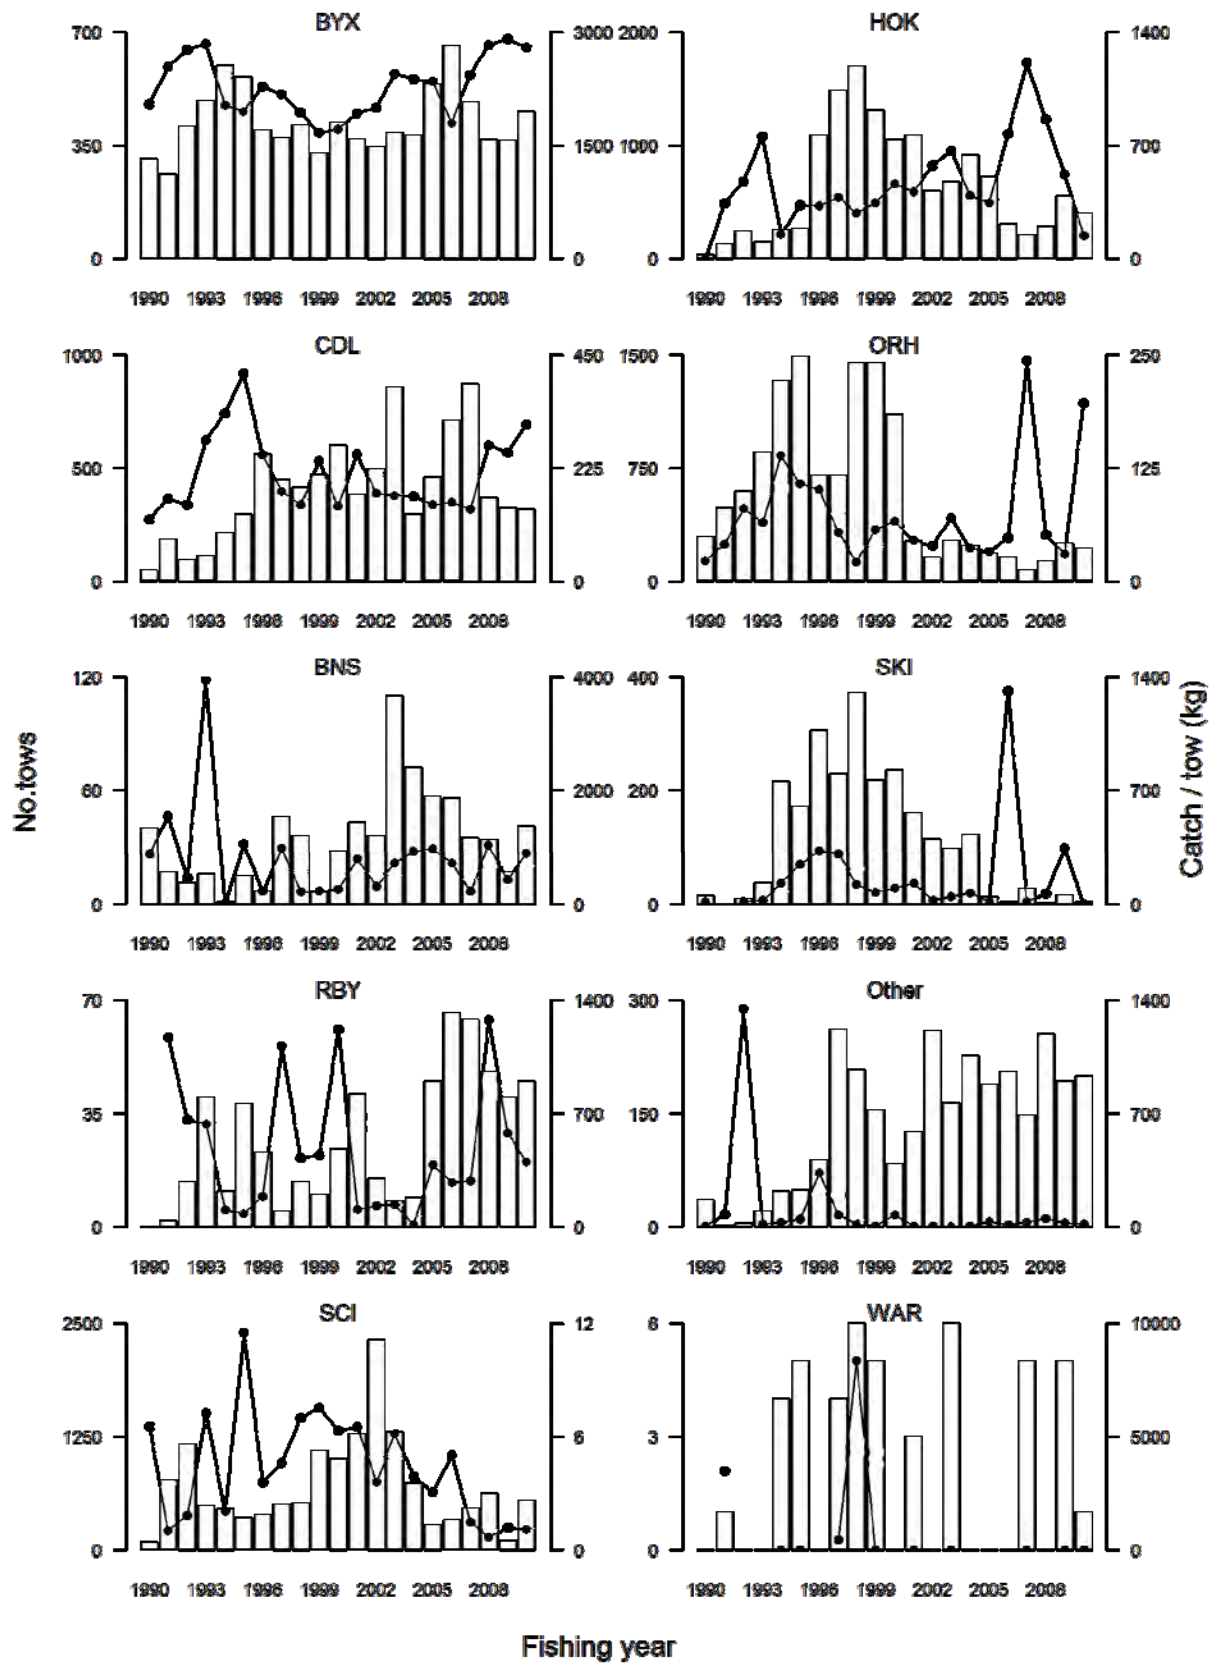 BYX HOK
700 3000 2000 1400
350 1500 1000 700
0 0 0 0
1990 1993 1996 1999 2002 2005 2008 1990 1993 1996 1999 2002 2005 2008
CDL ORH
1000 450 1500 250
500 225 750 125
0 0 0 0
1990 1993 1996 1999 2002 2005 2008 1990 1993 1996 1999 2002 2005 2008
BNS SKI
120 4000 400 1400
60 2000 200 700
0 0 0 0
1990 1993 1996 1999 2002 2005 2008 1990 1993 1996 1999 2002 2005 2008
No.tows
Catch / tow (kg)
RBY Other
70 1400 300 1400
35 700 150 700
0 0 0 0
1990 1993 1996 1999 2002 2005 2008 1990 1993 1996 1999 2002 2005 2008
SCI WAR
2500 12 6 10000
1250 6 3 5000
0 0 0 0
1990 1993 1996 1999 2002 2005 2008 1990 1993 1996 1999 2002 2005 2008
Fishing year